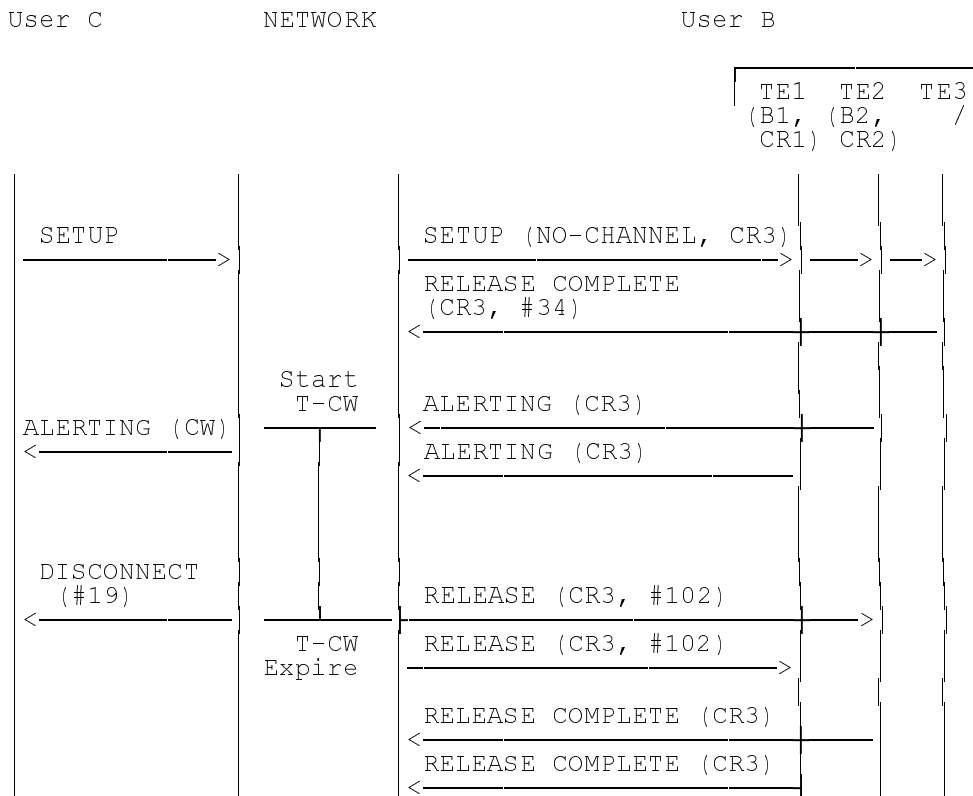 User C NETWORK User B
TE1 TE2 TE3
(B1, (B2, /
CR1) CR2)
SETUP SETUP (NO-CHANNEL, CR3)
RELEASE COMPLETE
(CR3, #34)
Start
T-CW ALERTING (CR3)
ALERTING (CW)
ALERTING (CR3)
DISCONNECT
(#19) RELEASE (CR3, #102)
T-CW RELEASE (CR3, #102)
Expire
RELEASE COMPLETE (CR3)
RELEASE COMPLETE (CR3)